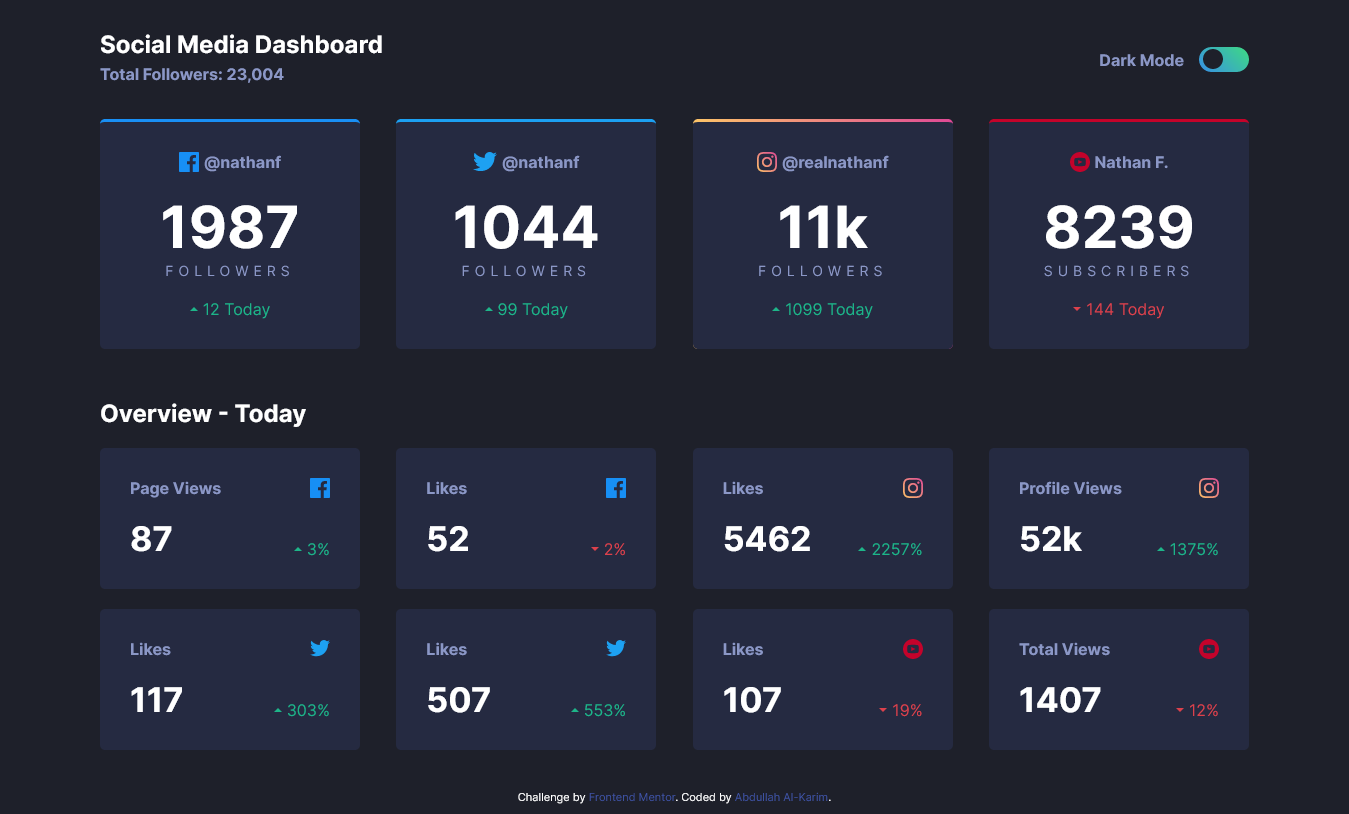 Social Media Dashboard
Total Followers: 23,004
Dark Mode
@nathanf
1987
FOLLOWERS
12 Today
@nathanf
1044
FOLLOWERS
99 Today
@realnathanf
11k
FOLLOWERS
1099 Today
Nathan F.
8239
SUBSCRIBERS
144 Today
Overview - Today
Page Views
87
3%
Likes
52
2%
Likes
5462
2257%
Profile Views
52k
1375%
Likes
117
303%
Likes
507
553%
Likes
107
19%
Total Views
1407
12%
Challenge by Frontend Mentor. Coded by Abdullah Al-Karim.